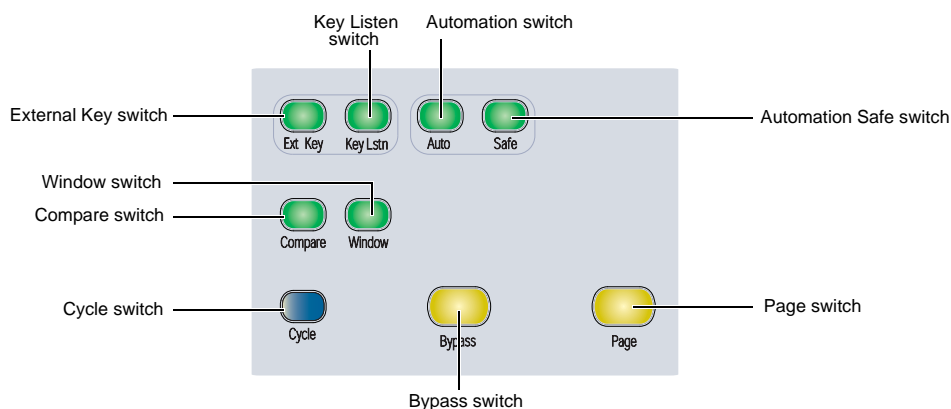 Key Listen
switch
Automation switch
External Key switch
Automation Safe switch
Ext Key
Key Lstn
Auto
Safe
Window switch
Compare switch
Compare
Window
Cycle switch
Page switch
Cycle
Bypass
Page
Bypass switch